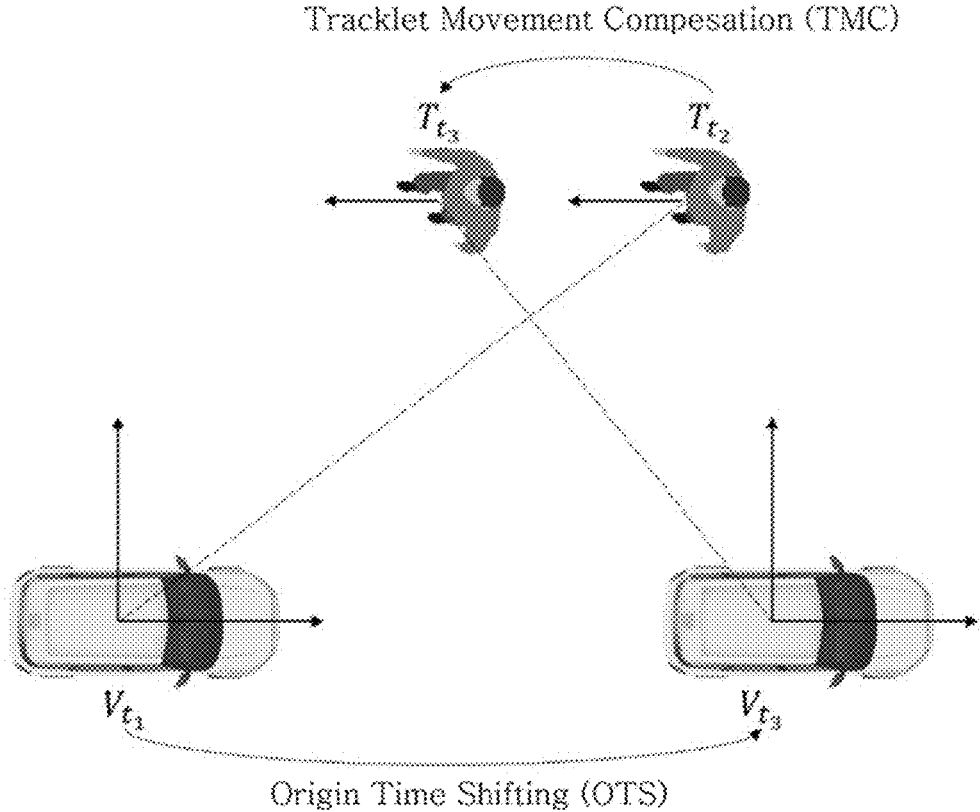 Tracklet Movement Compesation (TMC)
T_{t_3} T_{t_2}
V_{t_1} V_{t_3}
Origin Time Shifting (OTS)